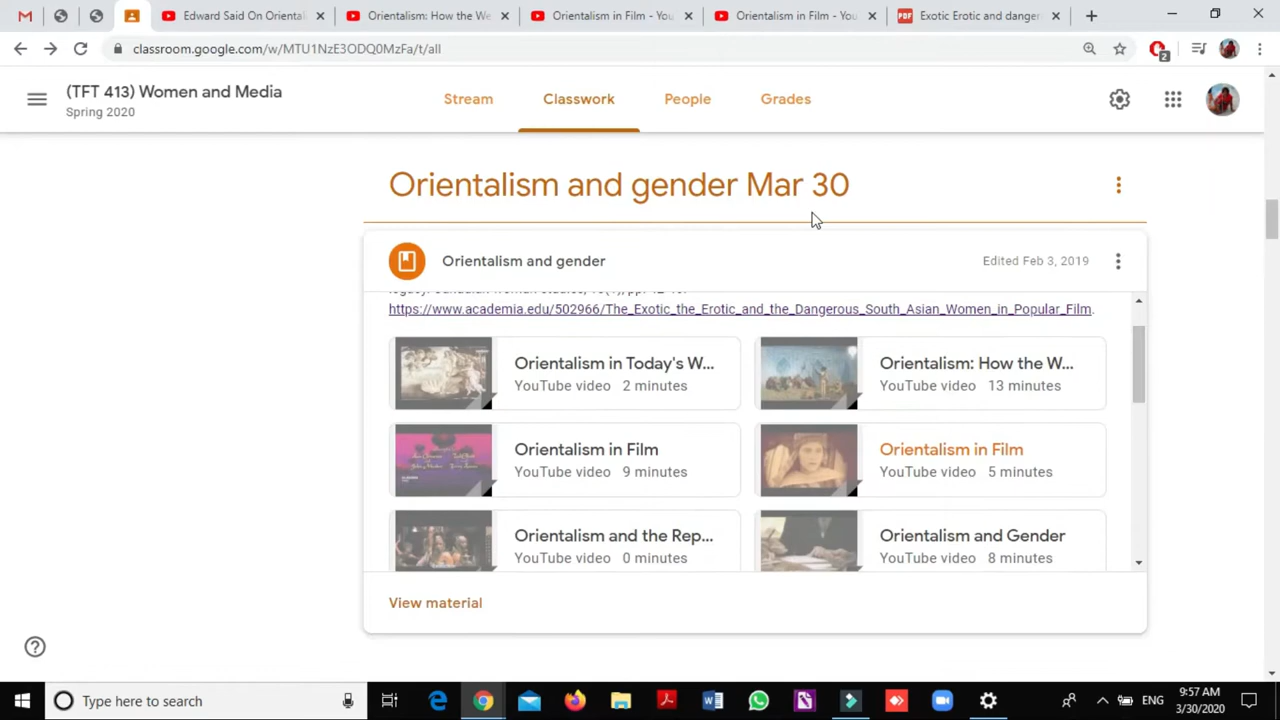 Edward Said On Oriental
Orientalism: How the We
Orientalism in Film - You
Orientalism in Film - You
PDF
Exotic Erotic and danger
classroom.google.com/w/MTU1NzE3ODQ0MzFa/t/all
2
(TFT 413) Women and Media
Spring 2020
Stream
Classwork
People
Grades
Orientalism and gender Mar 30
Orientalism and gender
Edited Feb 3, 2019
https://www.academia.edu/502966/The_Exotic_the_Erotic_and_the_Dangerous_South_Asian_Women_in_Popular_Film.
Orientalism in Today's W...
YouTube video 2 minutes
Orientalism: How the W...
YouTube video 13 minutes
Orientalism in Film
YouTube video 9 minutes
Orientalism in Film
YouTube video 5 minutes
Orientalism and the Rep...
YouTube video 0 minutes
Orientalism and Gender
YouTube video 8 minutes
View material
Type here to search
ENG
9:57 AM
3/30/2020